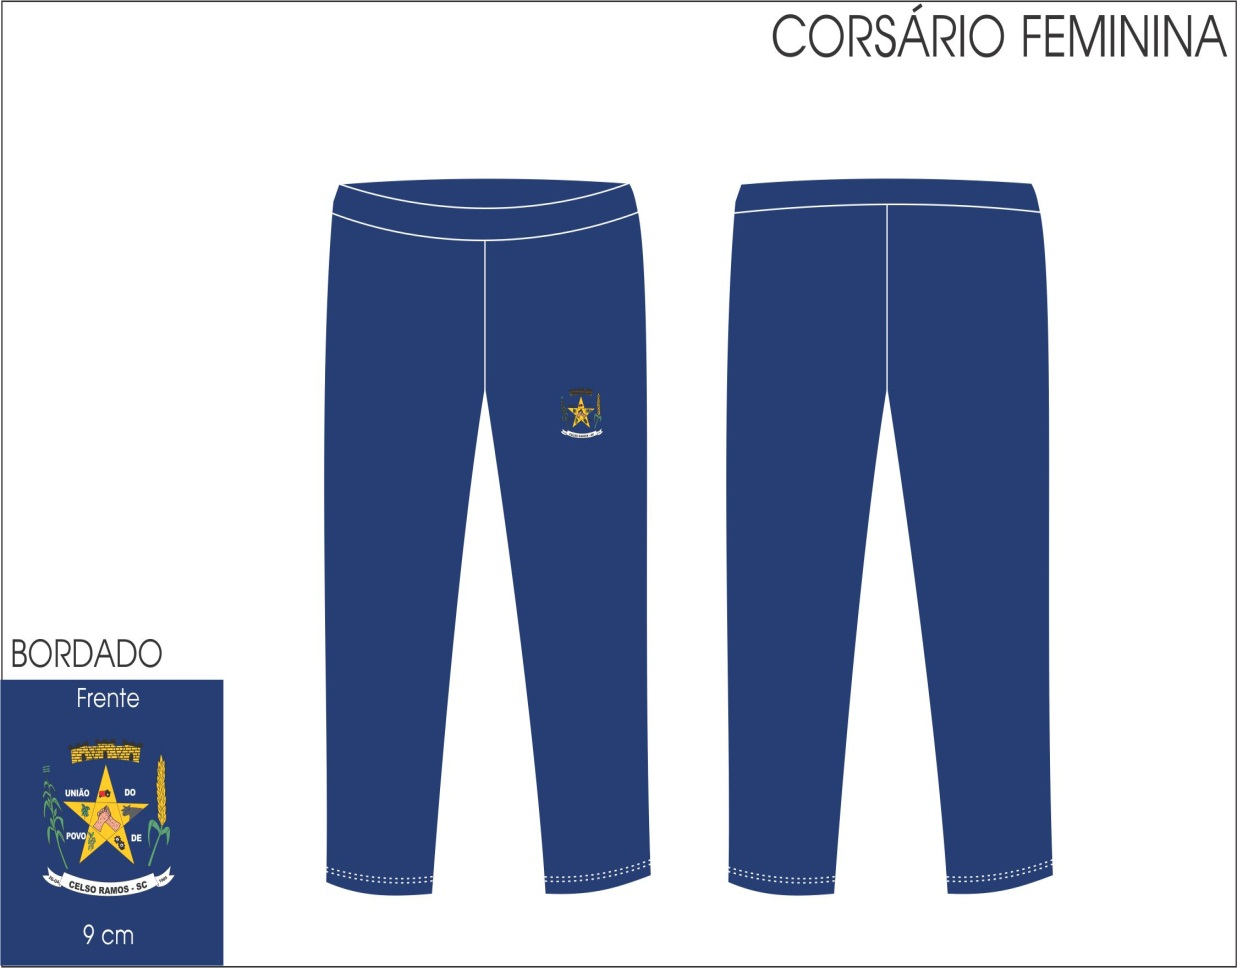 CORSÁRIO FEMININA
BORDADO
Frente
UNIÃO DO
POVO DE
CELSO RAMOS - SC
9 cm